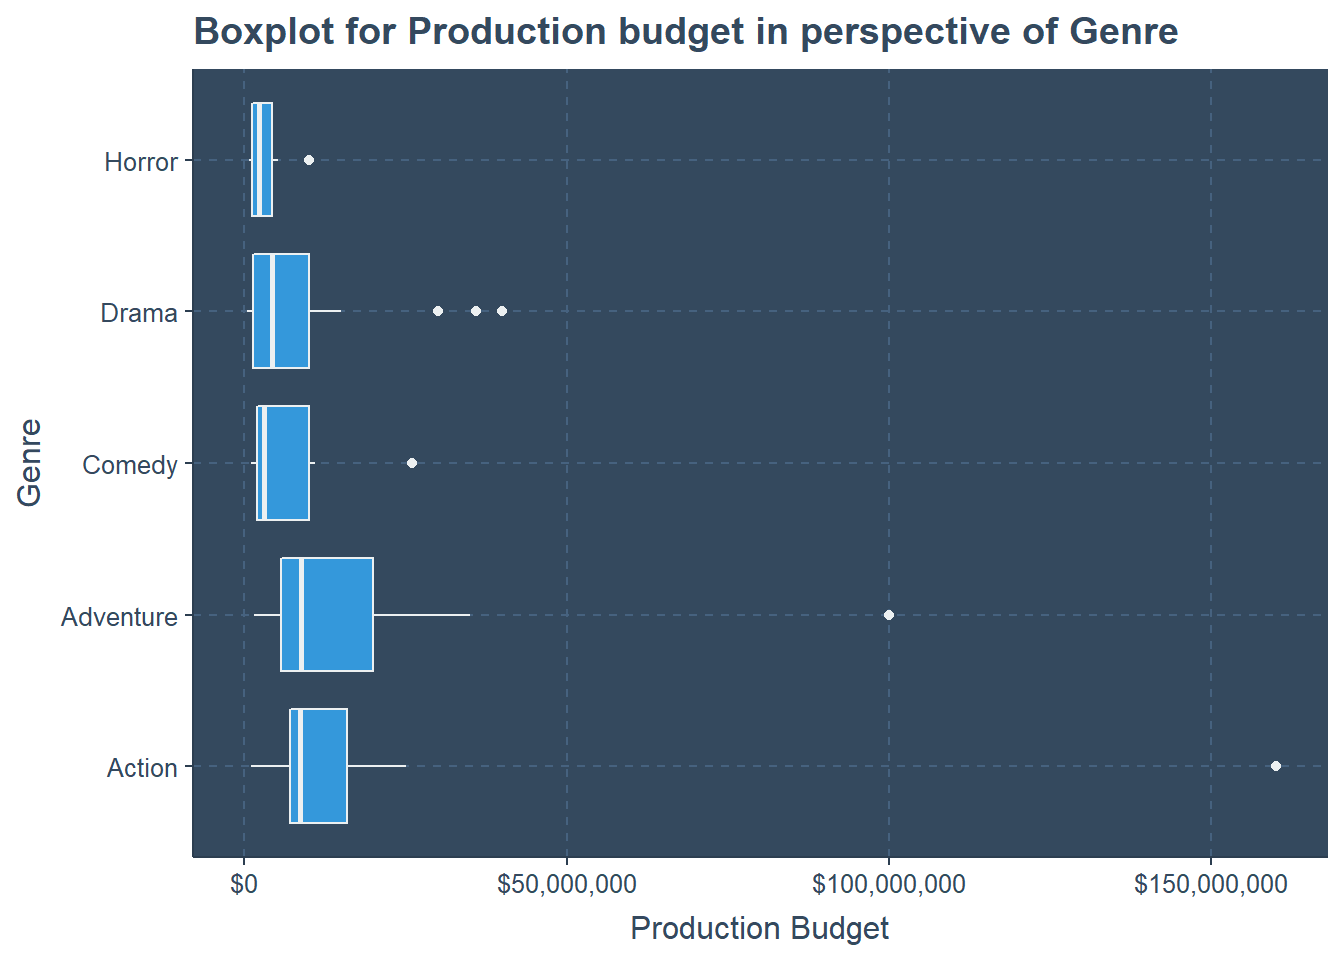 Boxplot for Production budget in perspective of Genre
Genre
Horror
Drama
Comedy
Adventure
Action
$0
$50,000,000
$100,000,000
$150,000,000
Production Budget